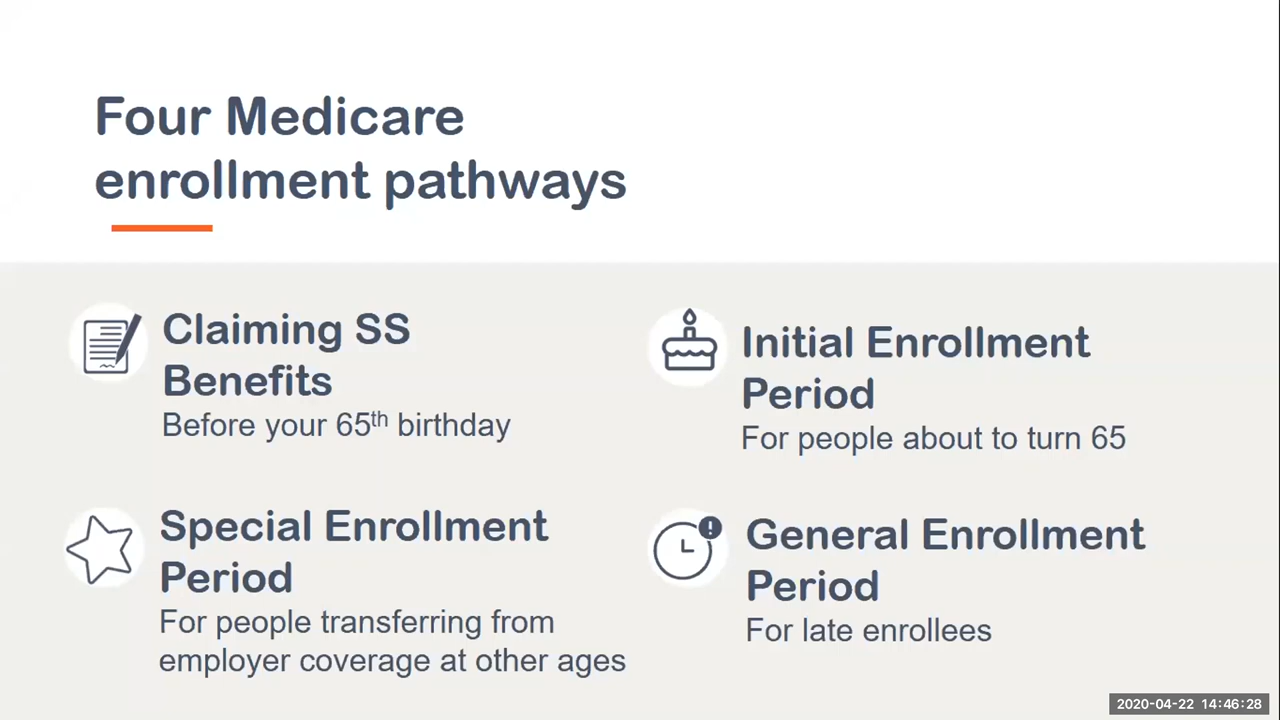 Four Medicare
enrollment pathways
Claiming SS
Benefits
Before your 65th birthday
Initial Enrollment
Period
For people about to turn 65
Special Enrollment
Period
For people transferring from
employer coverage at other ages
General Enrollment
Period
For late enrollees
2020-04-22 14:46:28